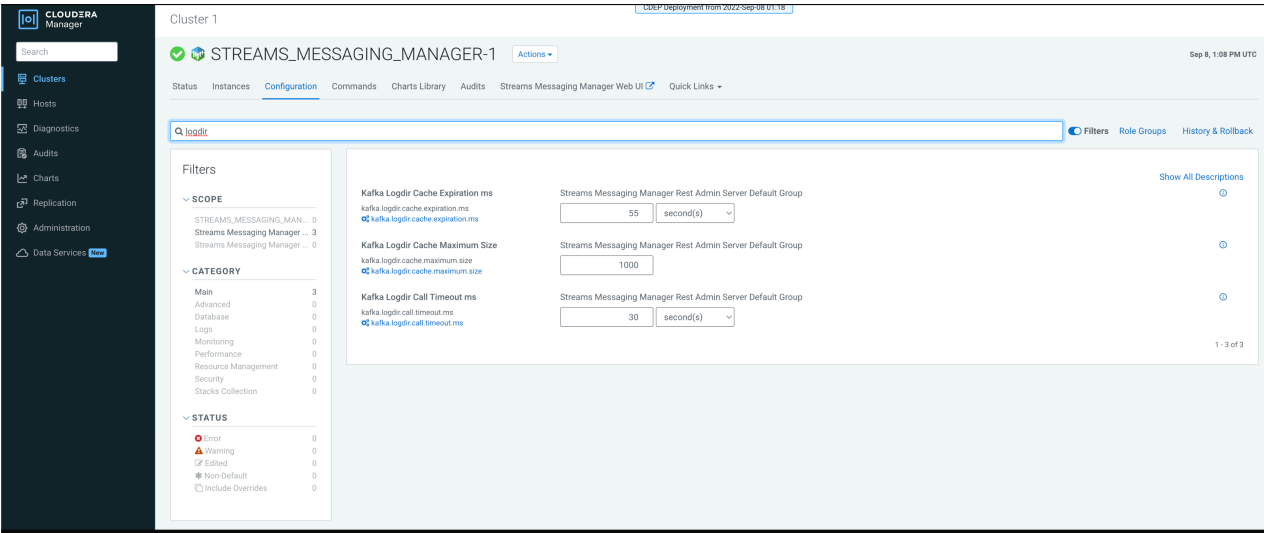 CLOUDERA
Manager
Search
Clusters
Hosts
Diagnostics
Audits
Charts
Replication
Administration
Data Services New
CDEP Deployment from 2022-Sep-08 01:18
Cluster 1
STREAMS_MESSAGING_MANAGER-1 Actions
Sep 8, 1:08 PM UTC
Status Instances Configuration Commands Charts Library Audits Streams Messaging Manager Web UI Quick Links
logdir
Filters Role Groups History & Rollback
Filters
SCOPE
STREAMS_MESSAGING_MAN... 0
Streams Messaging Manager ... 3
Streams Messaging Manager ... 0
CATEGORY
Main 3
Advanced 0
Database 0
Logs 0
Monitoring 0
Performance 0
Resource Management 0
Security 0
Stacks Collection 0
STATUS
Error 0
Warning 0
Edited 0
Non-Default 0
Include Overrides 0
Show All Descriptions
Kafka Logdir Cache Expiration ms Streams Messaging Manager Rest Admin Server Default Group
kafka.logdir.cache.expiration.ms
kafka.logdir.cache.expiration.ms
55 second(s)
Kafka Logdir Cache Maximum Size Streams Messaging Manager Rest Admin Server Default Group
kafka.logdir.cache.maximum.size
kafka.logdir.cache.maximum.size
1000
Kafka Logdir Call Timeout ms Streams Messaging Manager Rest Admin Server Default Group
kafka.logdir.call.timeout.ms
kafka.logdir.call.timeout.ms
30 second(s)
1 - 3 of 3